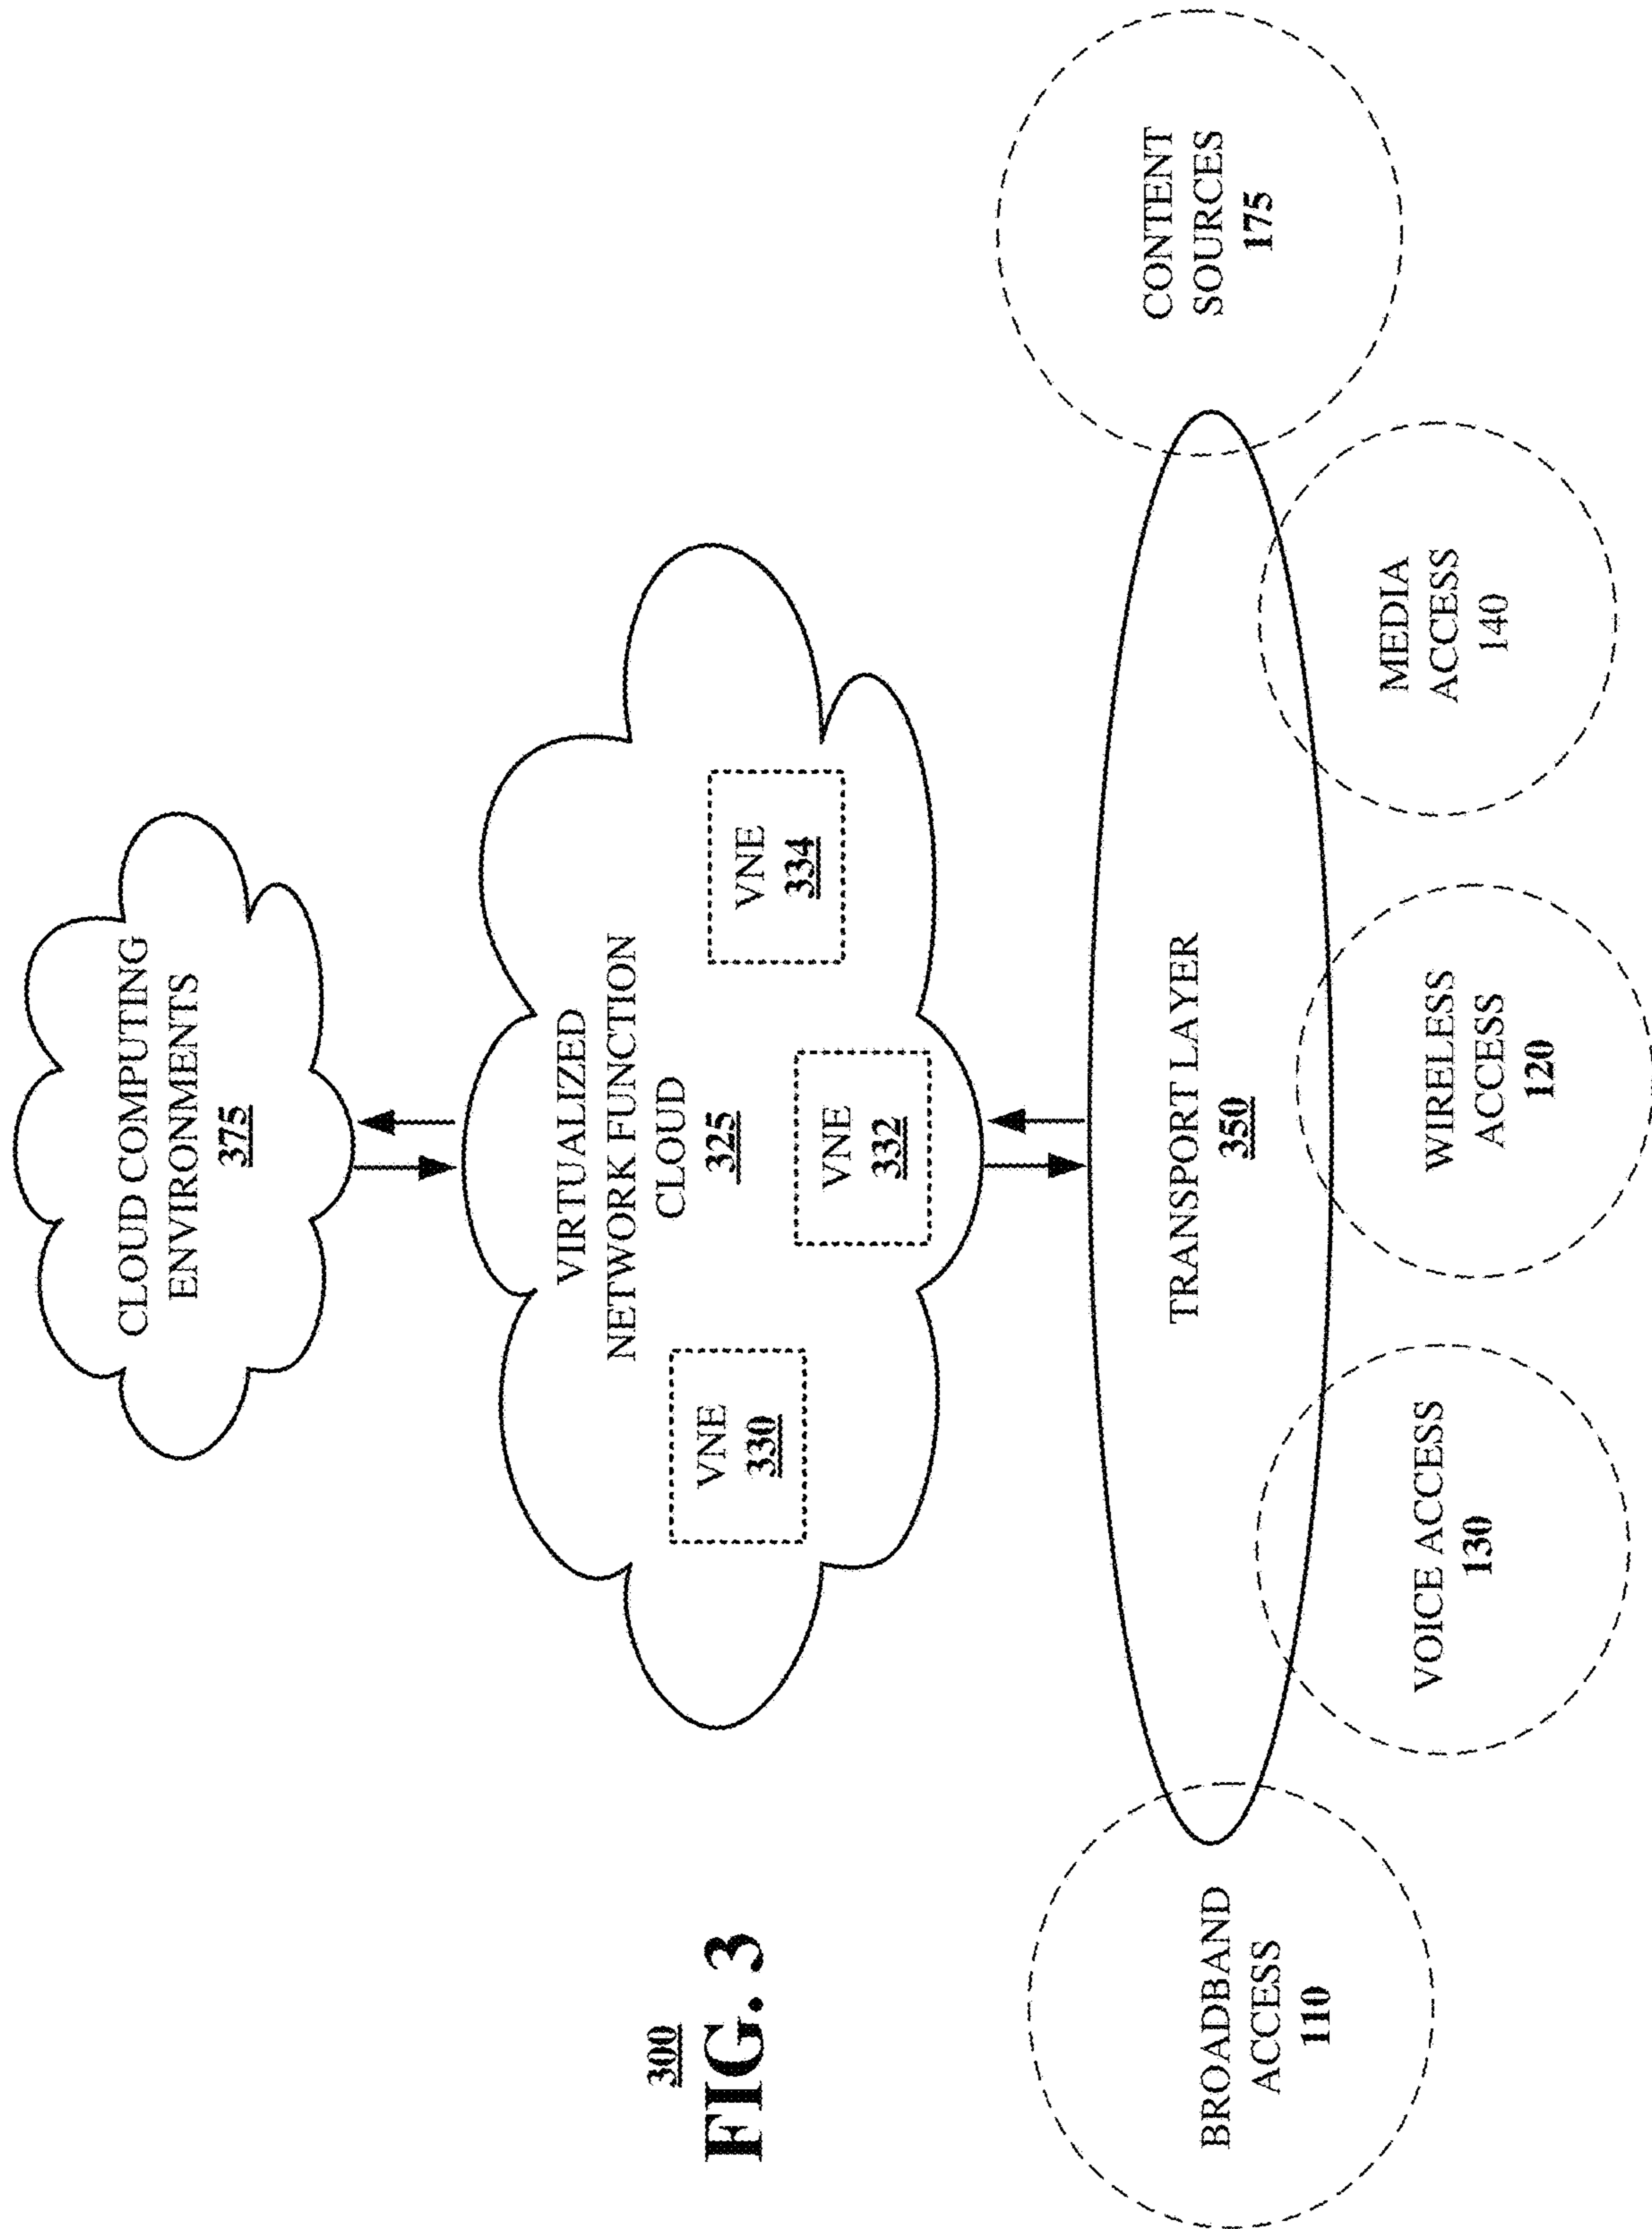 CLOUD COMPUTING
ENVIRONMENTS
375
VIRTUALIZED
NETWORK FUNCTION
CLOUD
325
VNE
330
VNE
332
VNE
334
300
FIG. 3
TRANSPORT LAYER
350
BROADBAND
ACCESS
110
VOICE ACCESS
130
WIRELESS
ACCESS
120
MEDIA
ACCESS
140
CONTENT
SOURCES
175